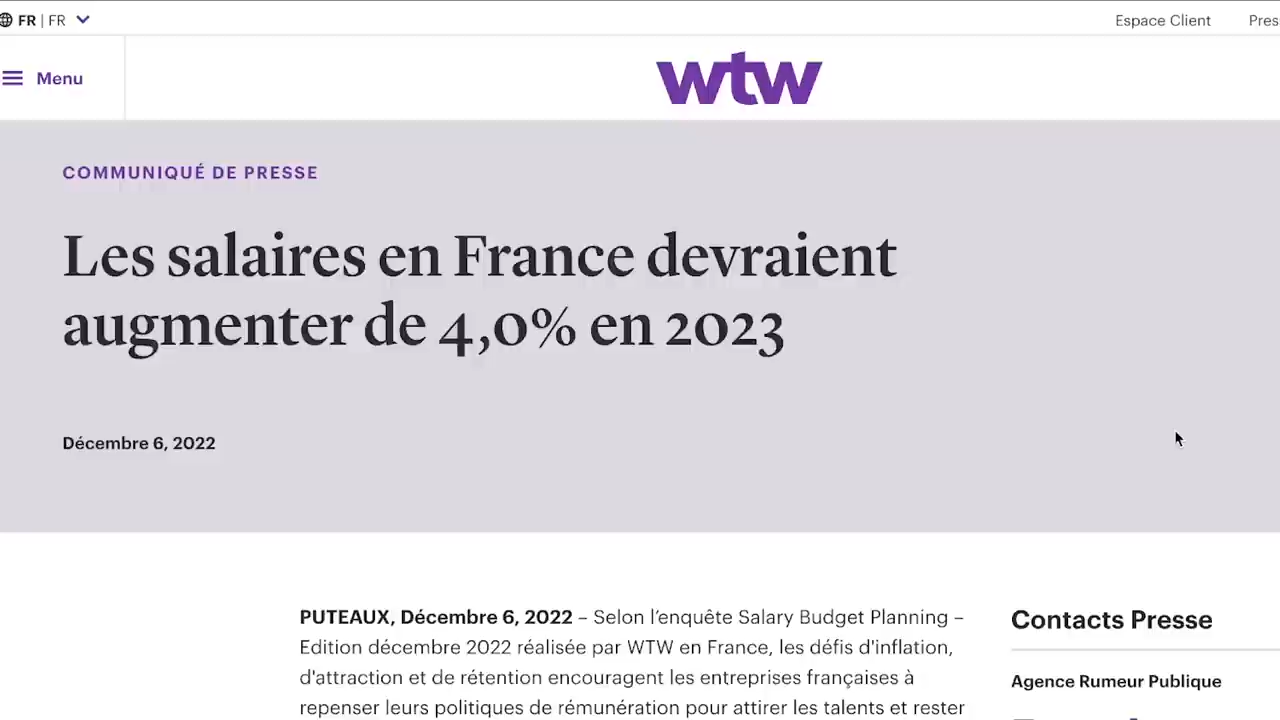 FR | FR
Espace Client
Menu
wtw
COMMUNIQUÉ DE PRESSE
Les salaires en France devraient
augmenter de 4,0% en 2023
Décembre 6, 2022
PUTEAUX, Décembre 6, 2022 – Selon l'enquête Salary Budget Planning –
Edition décembre 2022 réalisée par WTW en France, les défis d'inflation,
d'attraction et de rétention encouragent les entreprises françaises à
repenser leurs politiques de rémunération pour attirer les talents et rester
Contacts Presse
Agence Rumeur Publique